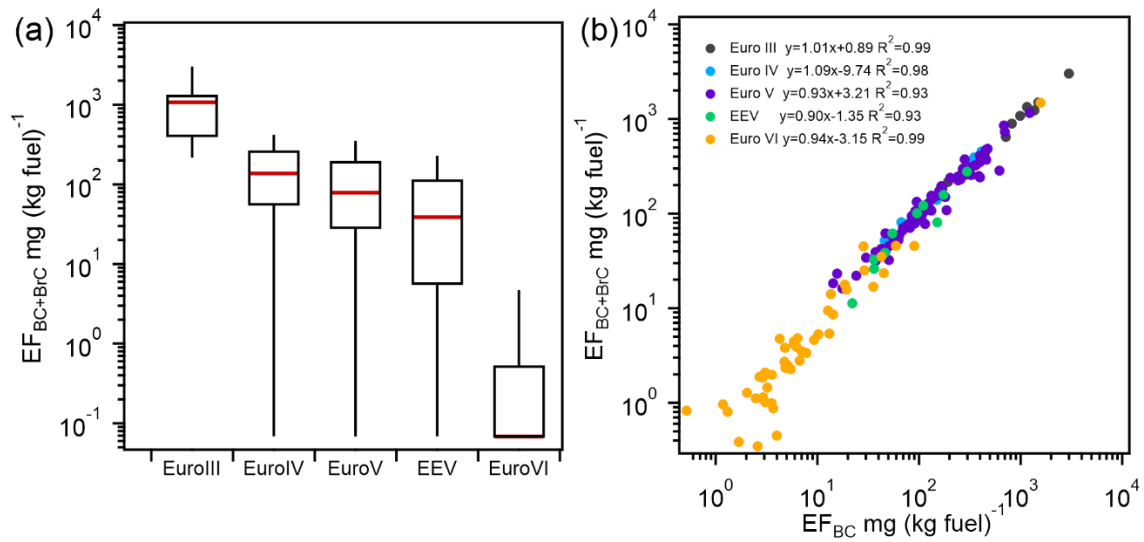 (a)
EF_BC+BrC mg (kg fuel)^-1
10^4
10^3
10^2
10^1
10^0
10^-1
EuroIII EuroIV EuroV EEV EuroVI
(b)
EF_BC+BrC mg (kg fuel)^-1
10^4
10^3
10^2
10^1
10^0
Euro III y=1.01x+0.89 R^2=0.99
Euro IV y=1.09x-9.74 R^2=0.98
Euro V y=0.93x+3.21 R^2=0.93
EEV y=0.90x-1.35 R^2=0.93
Euro VI y=0.94x-3.15 R^2=0.99
10^0 10^1 10^2 10^3 10^4
EF_BC mg (kg fuel)^-1